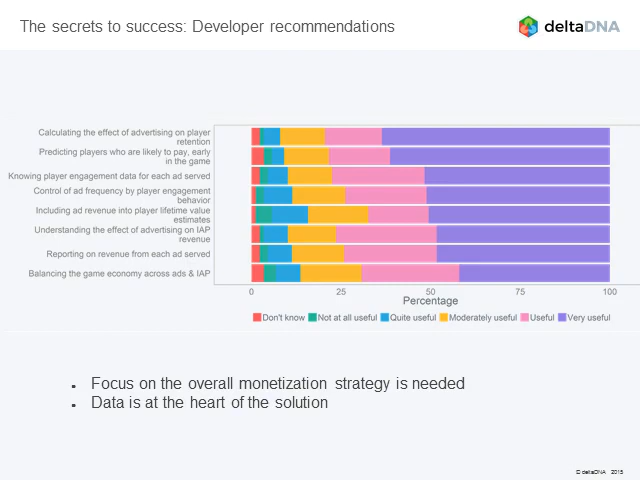 The secrets to success: Developer recommendations
deltaDNA
Calculating the effect of advertising on player
retention
Predicting players who are likely to pay, early
in the game
Knowing player engagement data for each ad served
Control of ad frequency by player engagement
behavior
Including ad revenue into player lifetime value
estimates
Understanding the effect of advertising on IAP
revenue
Reporting on revenue from each ad served
Balancing the game economy across ads & IAP
0 25 50 75 100
Percentage
Don't know Not at all useful Quite useful Moderately useful Useful Very useful
• Focus on the overall monetization strategy is needed
• Data is at the heart of the solution
© deltaDNA 2015